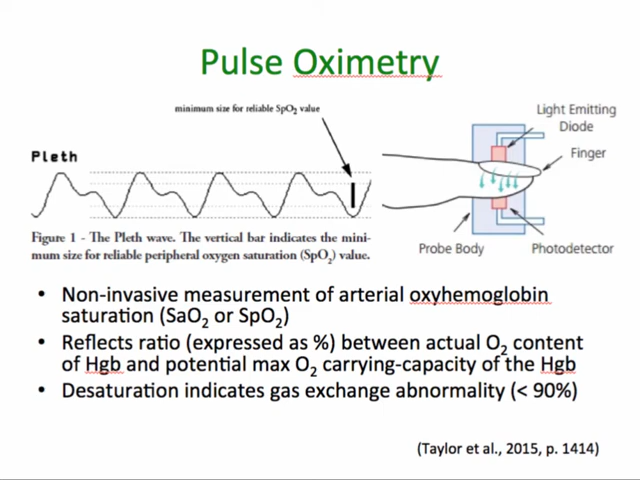 Pulse Oximetry
minimum size for reliable SpO₂ value
Pleth
Figure 1 - The Pleth wave. The vertical bar indicates the mini-
mum size for reliable peripheral oxygen saturation (SpO₂) value.
Light Emitting
Diode
Finger
Probe Body
Photodetector
• Non-invasive measurement of arterial oxyhemoglobin
saturation (SaO₂ or SpO₂)
• Reflects ratio (expressed as %) between actual O₂ content
of Hgb and potential max O₂ carrying-capacity of the Hgb
• Desaturation indicates gas exchange abnormality (< 90%)
(Taylor et al., 2015, p. 1414)